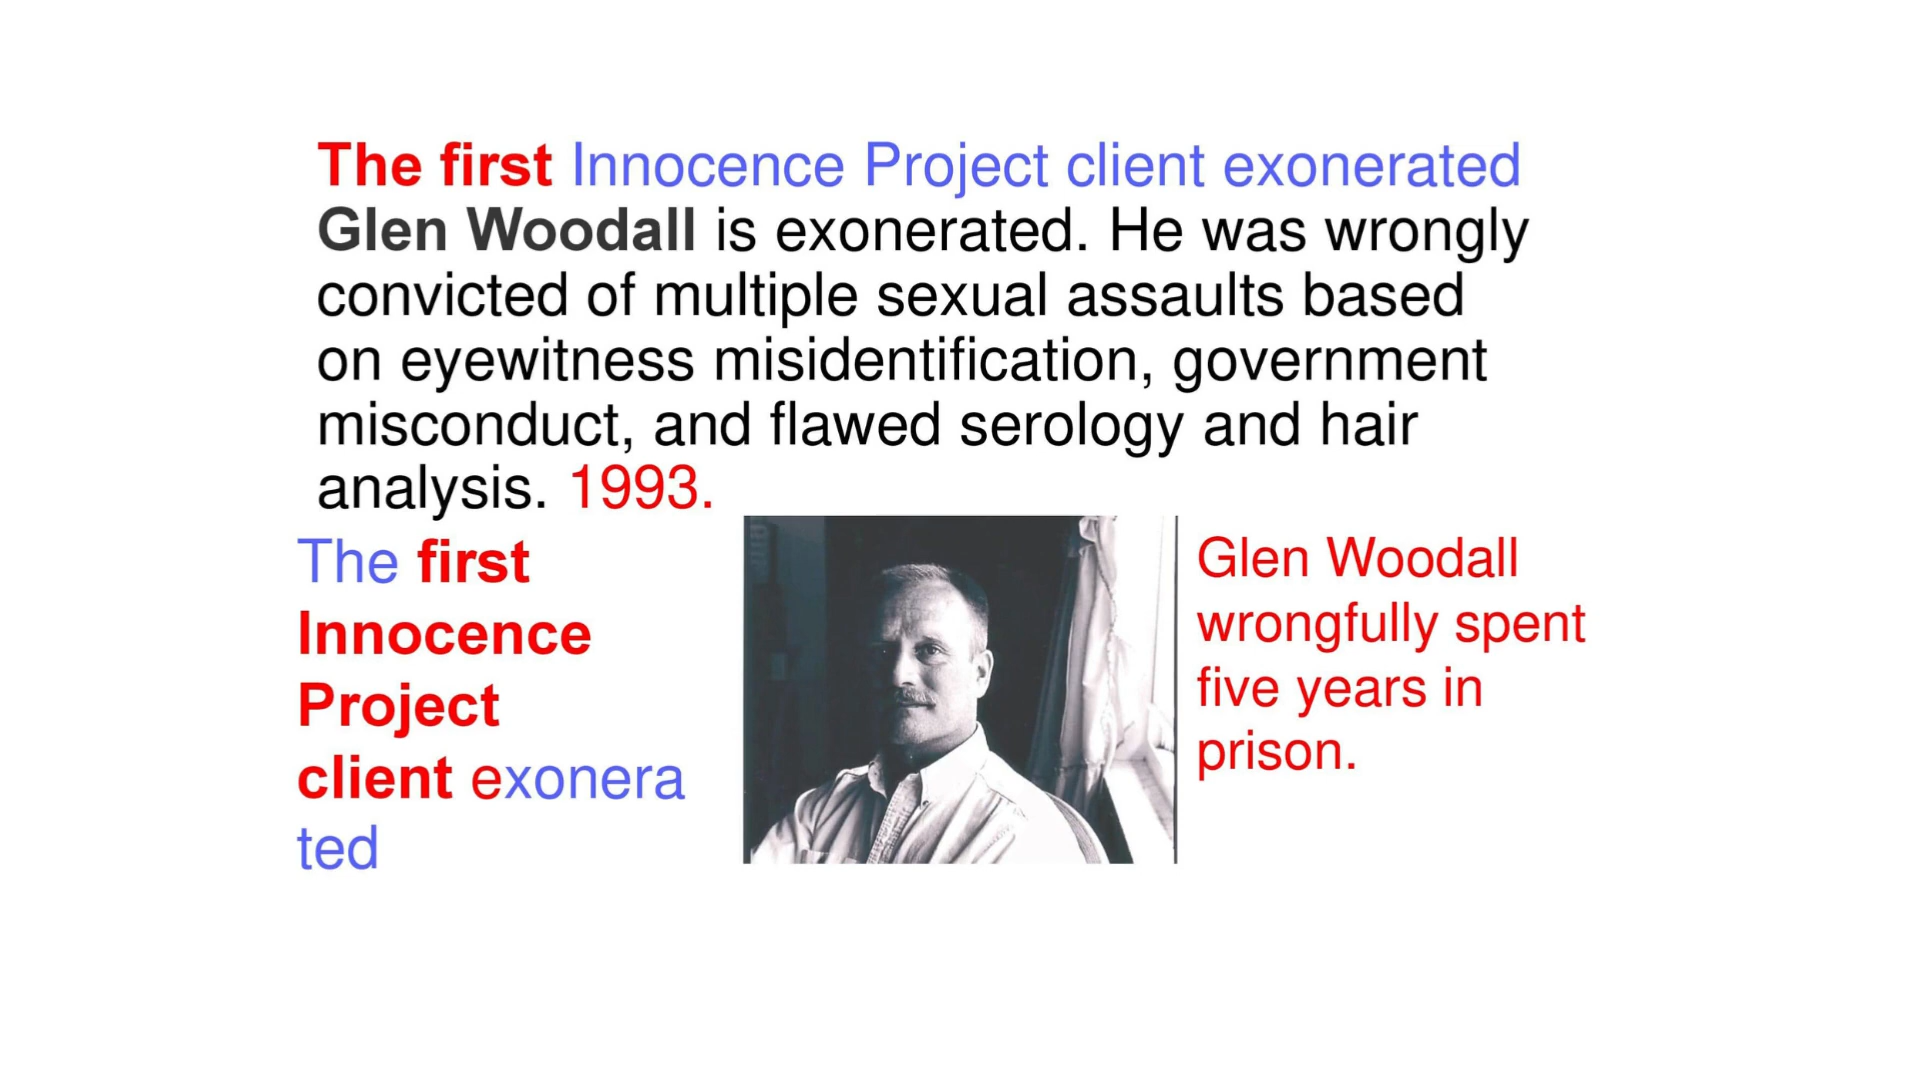 The first Innocence Project client exonerated
Glen Woodall is exonerated. He was wrongly
convicted of multiple sexual assaults based
on eyewitness misidentification, government
misconduct, and flawed serology and hair
analysis. 1993.
The first
Innocence
Project
client exonera
ted
Glen Woodall
wrongfully spent
five years in
prison.